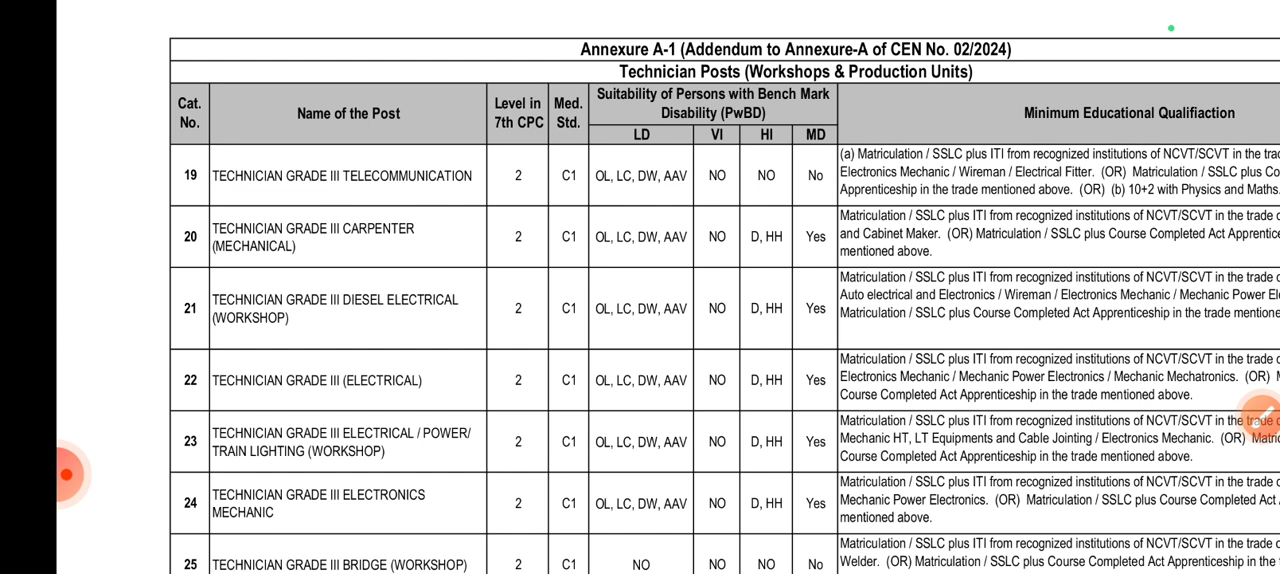 Annexure A-1 (Addendum to Annexure-A of CEN No. 02/2024)
Technician Posts (Workshops & Production Units)
Cat. No. Name of the Post Level in 7th CPC Med. Std. Suitability of Persons with Bench Mark Disability (PwBD) Minimum Educational Qualifiaction
LD VI HI MD
19 TECHNICIAN GRADE III TELECOMMUNICATION 2 C1 OL, LC, DW, AAV NO NO No
(a) Matriculation / SSLC plus ITI from recognized institutions of NCVT/SCVT in the
Electronics Mechanic / Wireman / Electrical Fitter. (OR) Matriculation / SSLC plus
Apprenticeship in the trade mentioned above. (OR) (b) 10+2 with Physics and Maths.
20 TECHNICIAN GRADE III CARPENTER
(MECHANICAL) 2 C1 OL, LC, DW, AAV NO D, HH Yes
Matriculation / SSLC plus ITI from recognized institutions of NCVT/SCVT in the trade
and Cabinet Maker. (OR) Matriculation / SSLC plus Course Completed Act
mentioned above.
21 TECHNICIAN GRADE III DIESEL ELECTRICAL
(WORKSHOP) 2 C1 OL, LC, DW, AAV NO D, HH Yes
Matriculation / SSLC plus ITI from recognized institutions of NCVT/SCVT in the trade
Auto electrical and Electronics / Wireman / Electronics Mechanic / Mechanic Power
Matriculation / SSLC plus Course Completed Act Apprenticeship in the trade
22 TECHNICIAN GRADE III (ELECTRICAL) 2 C1 OL, LC, DW, AAV NO D, HH Yes
Matriculation / SSLC plus ITI from recognized institutions of NCVT/SCVT in the trade
Electronics Mechanic / Mechanic Power Electronics / Mechanic Mechatronics. (OR)
Course Completed Act Apprenticeship in the trade mentioned above.
23 TECHNICIAN GRADE III ELECTRICAL / POWER/
TRAIN LIGHTING (WORKSHOP) 2 C1 OL, LC, DW, AAV NO D, HH Yes
Matriculation / SSLC plus ITI from recognized institutions of NCVT/SCVT in the trade
Mechanic HT, LT Equipments and Cable Jointing / Electronics Mechanic. (OR)
Course Completed Act Apprenticeship in the trade mentioned above.
24 TECHNICIAN GRADE III ELECTRONICS
MECHANIC 2 C1 OL, LC, DW, AAV NO D, HH Yes
Matriculation / SSLC plus ITI from recognized institutions of NCVT/SCVT in the trade
Mechanic Power Electronics. (OR) Matriculation / SSLC plus Course Completed Act
mentioned above.
25 TECHNICIAN GRADE III BRIDGE (WORKSHOP) 2 C1 NO NO NO No
Matriculation / SSLC plus ITI from recognized institutions of NCVT/SCVT in the trade
Welder. (OR) Matriculation / SSLC plus Course Completed Act Apprenticeship in the